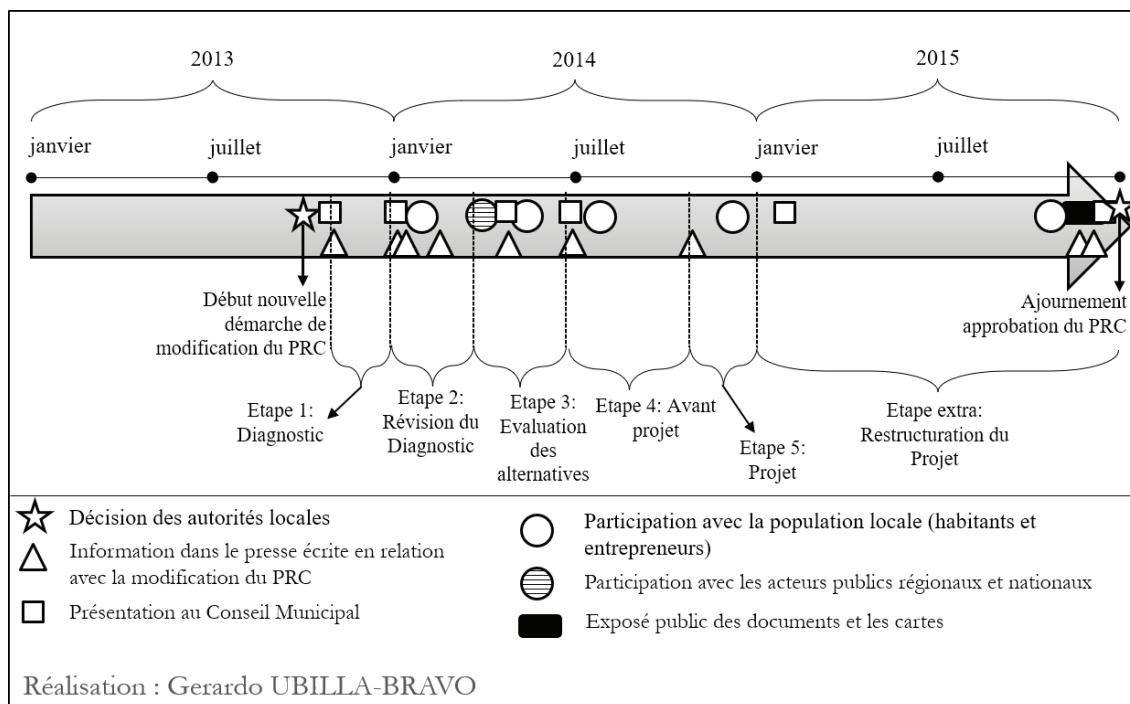 2013
2014
2015
janvier
juillet
janvier
juillet
janvier
juillet
Début nouvelle
démarche de
modification du PRC
Ajournement
approbation du PRC
Etape 1:
Diagnostic
Etape 2:
Révision du
Diagnostic
Etape 3:
Evaluation
des
alternatives
Etape 4: Avant
projet
Etape 5:
Projet
Etape extra:
Restructuration du
Projet
Décision des autorités locales
Information dans le presse écrite en relation
avec la modification du PRC
Présentation au Conseil Municipal
Participation avec la population locale (habitants et
entrepreneurs)
Participation avec les acteurs publics régionaux et nationaux
Exposé public des documents et les cartes
Réalisation : Gerardo UBILLA-BRAVO